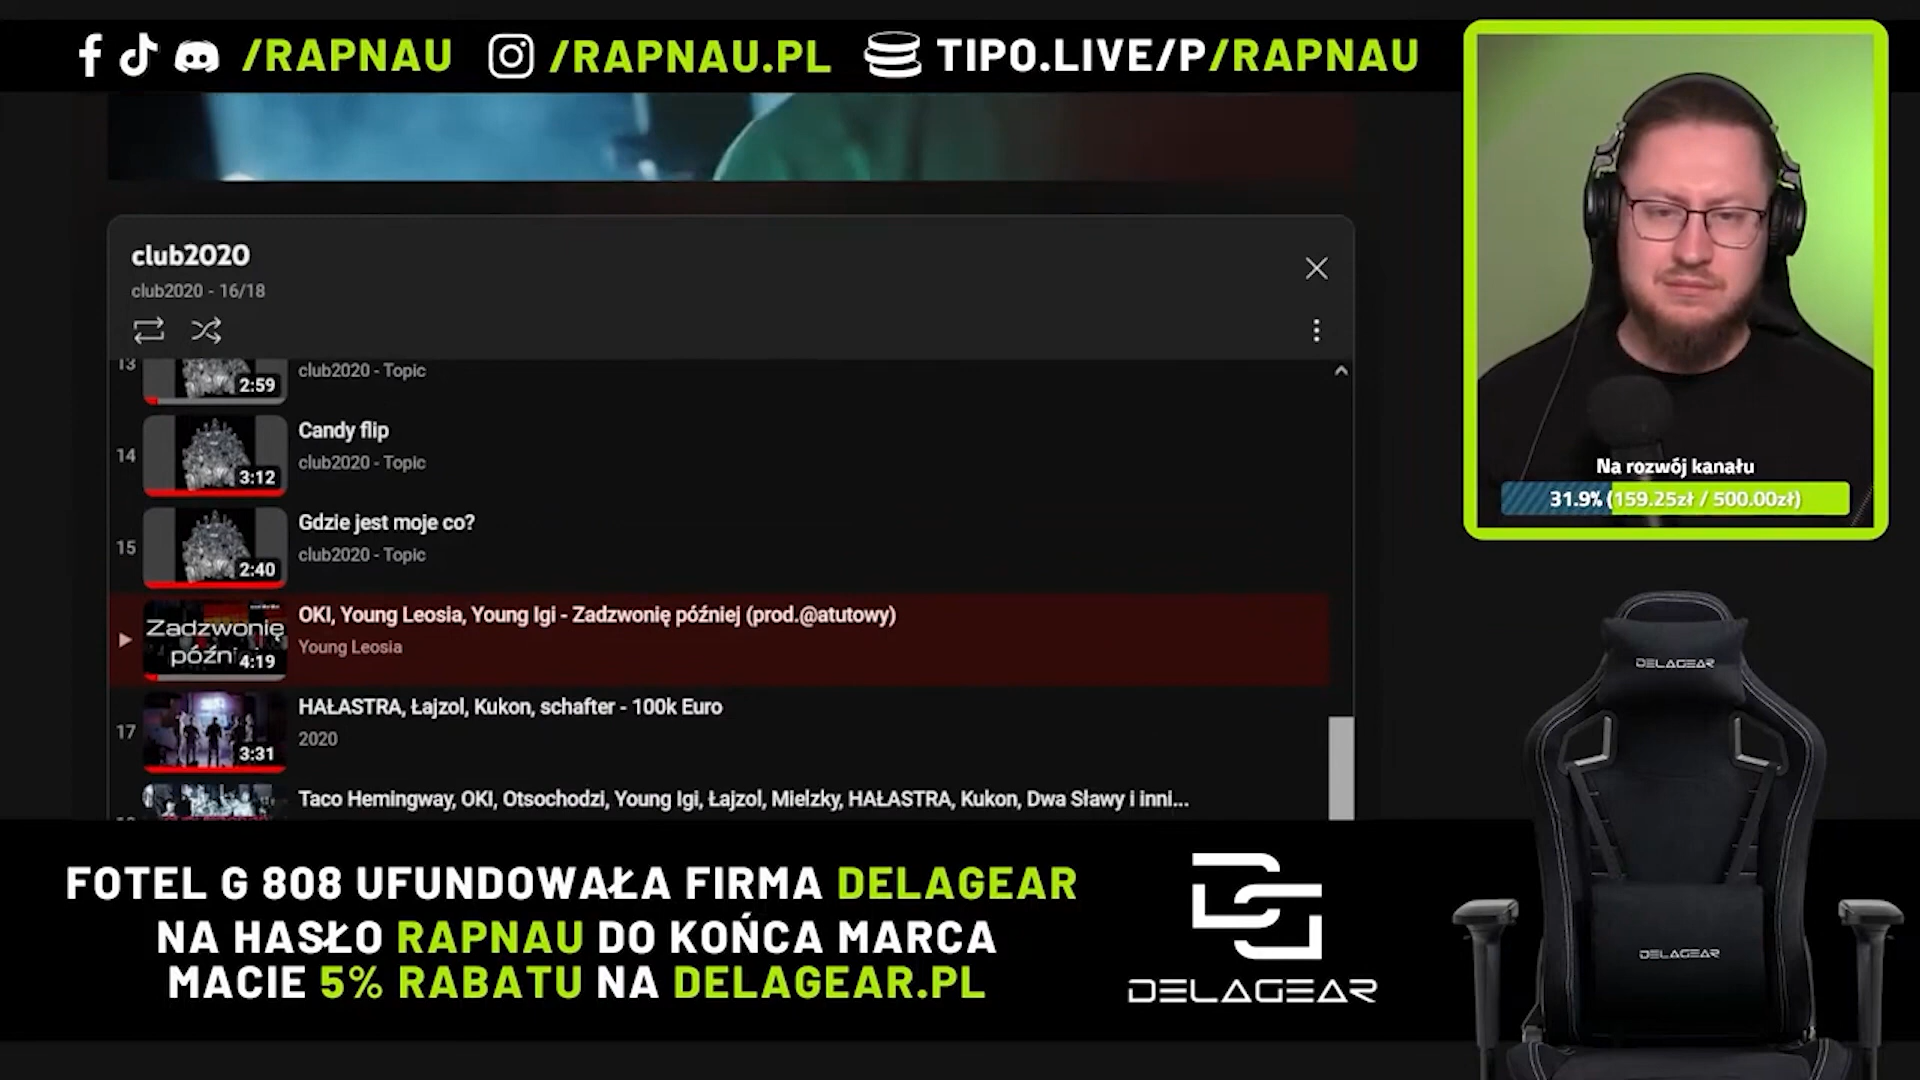 /RAPNAU /RAPNAU.PL TIPO.LIVE/P/RAPNAU
club2020
club2020 - 16/18
13
2:59
club2020 - Topic
14
3:12
Candy flip
club2020 - Topic
15
2:40
Gdzie jest moje co?
club2020 - Topic
Zadzwonię
późni
4:19
OKI, Young Leosia, Young Igi - Zadzwonię później (prod.@atutowy)
Young Leosia
17
3:31
HAŁASTRA, Łajzol, Kukon, schafter - 100k Euro
2020
Taco Hemingway, OKI, Otsochodzi, Young Igi, Łajzol, Mielzky, HAŁASTRA, Kukon, Dwa Sławy i inni...
Na rozwój kanału
31.9% (159.25zł / 500.00zł)
FOTEL G 808 UFUNDOWAŁA FIRMA DELAGEAR
NA HASŁO RAPNAU DO KOŃCA MARCA
MACIE 5% RABATU NA DELAGEAR.PL
DELAGEAR
DELAGEAR
DELAGEAR